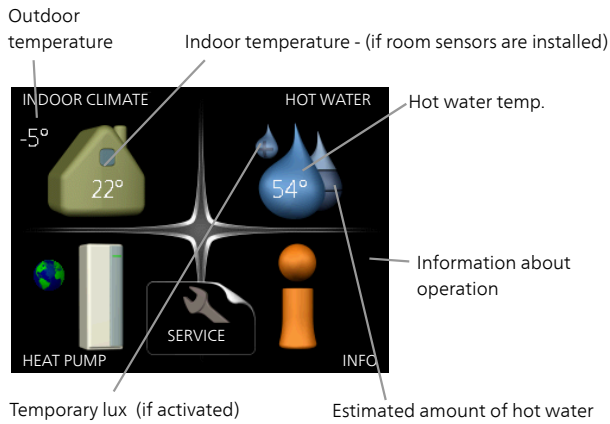 Outdoor
temperature
Indoor temperature - (if room sensors are installed)
INDOOR CLIMATE
HOT WATER
Hot water temp.
-5°
22°
54°
Information about
operation
SERVICE
HEAT PUMP
INFO
Temporary lux (if activated)
Estimated amount of hot water